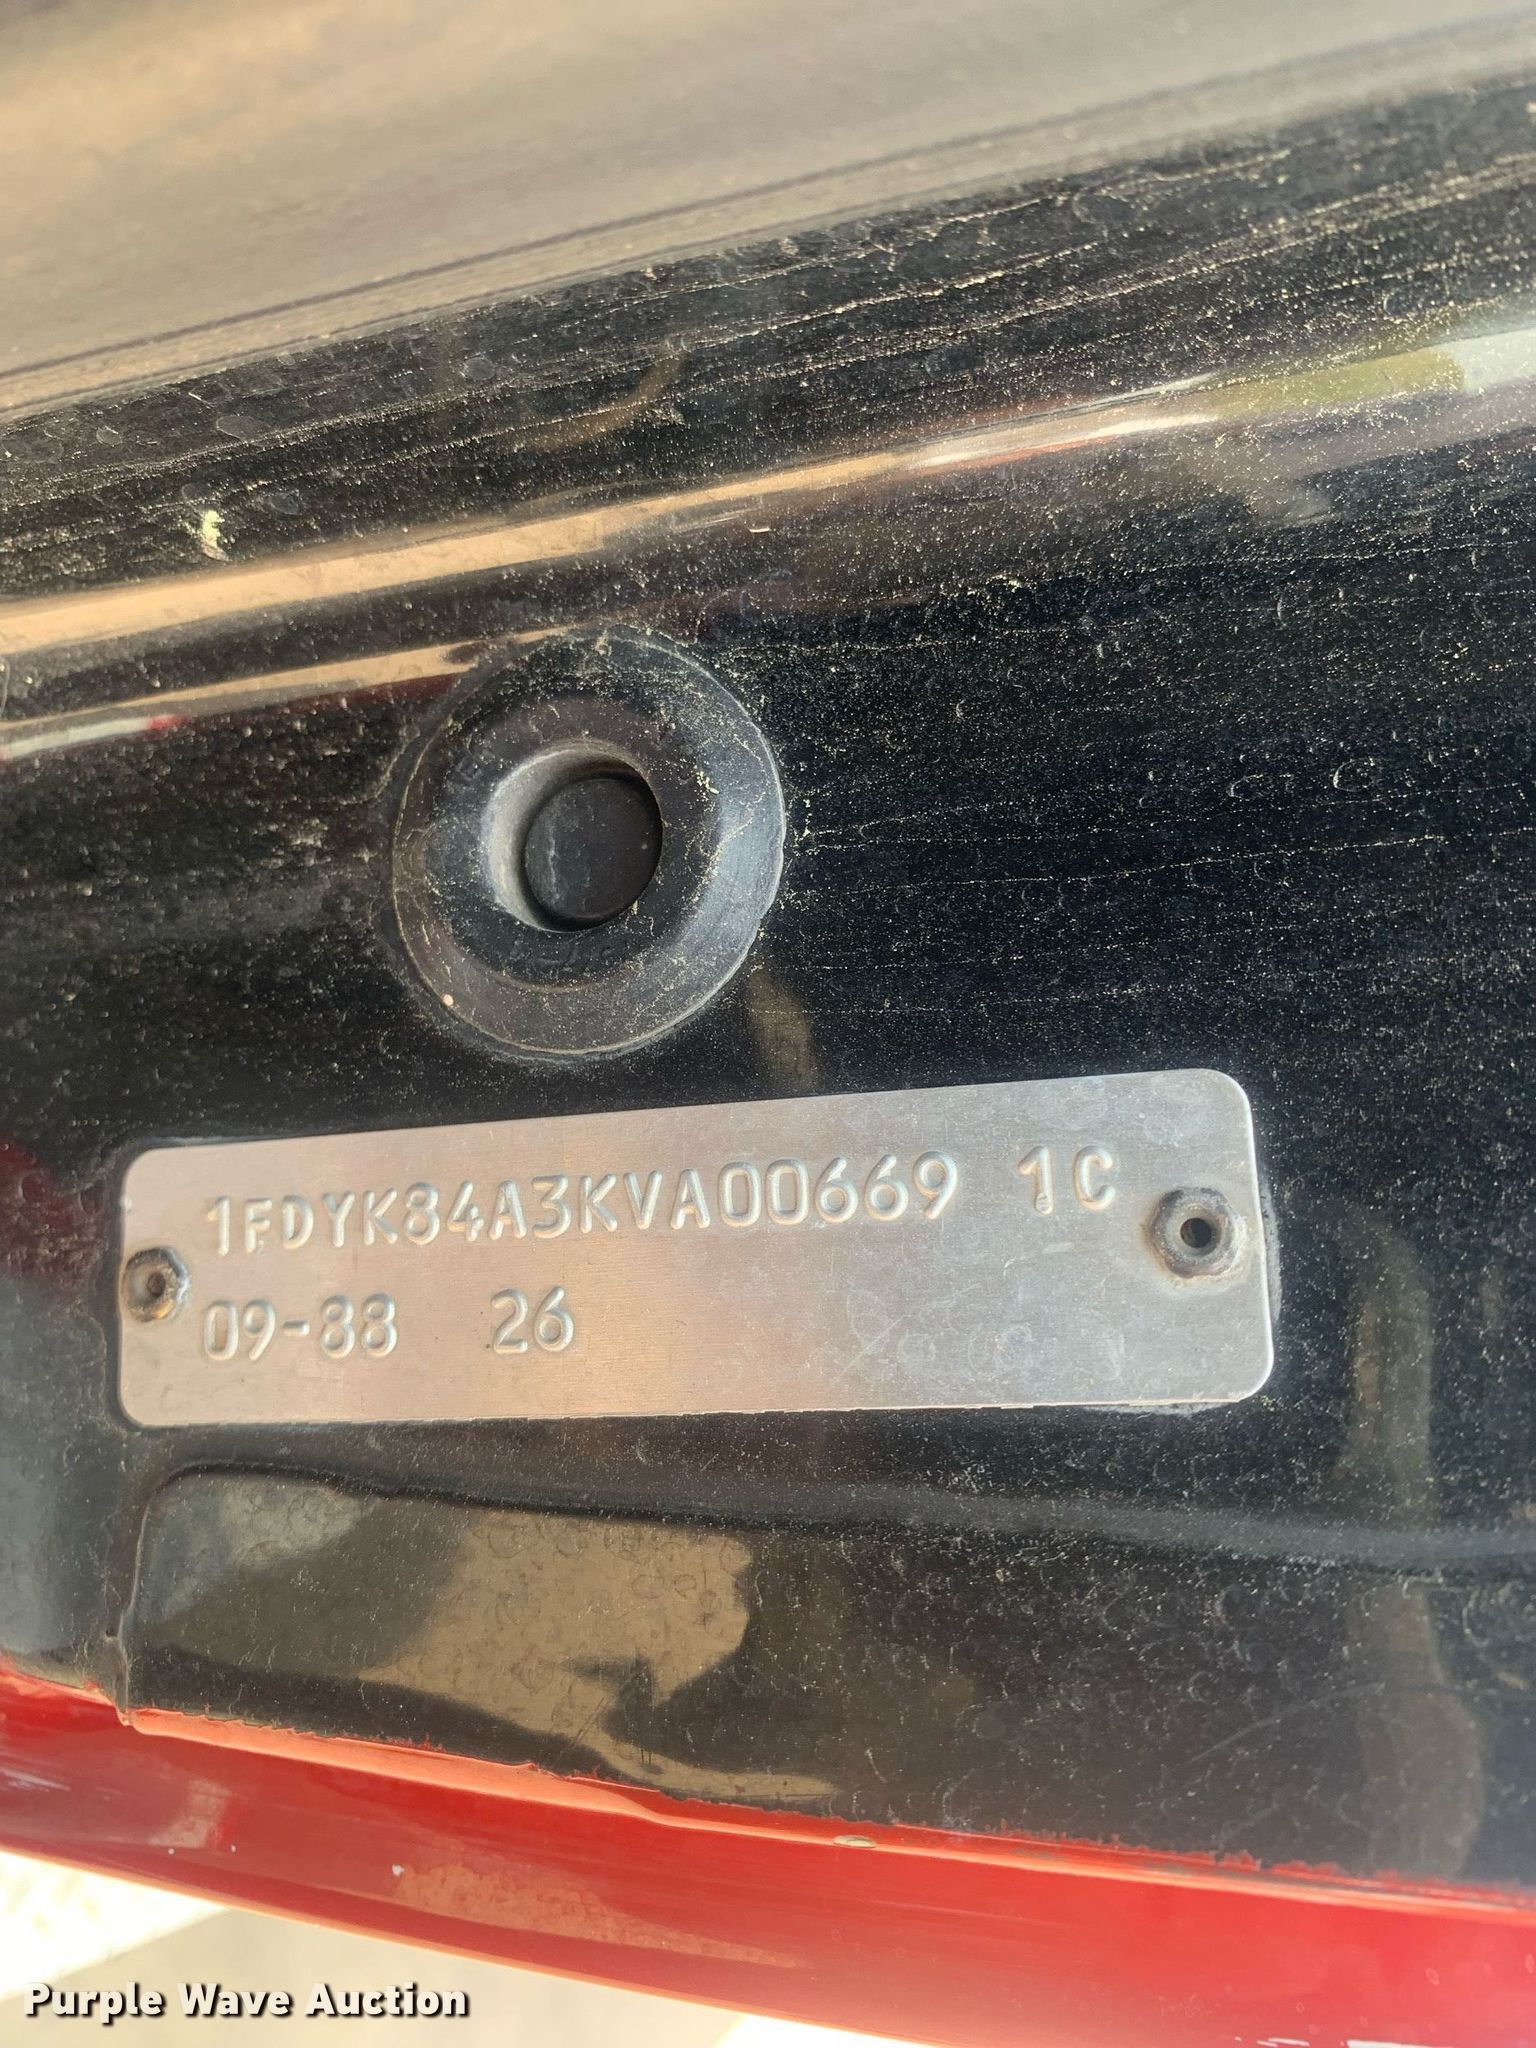 1FDYK84A3KVA00669 1C
09-88 26
Purple Wave Auction